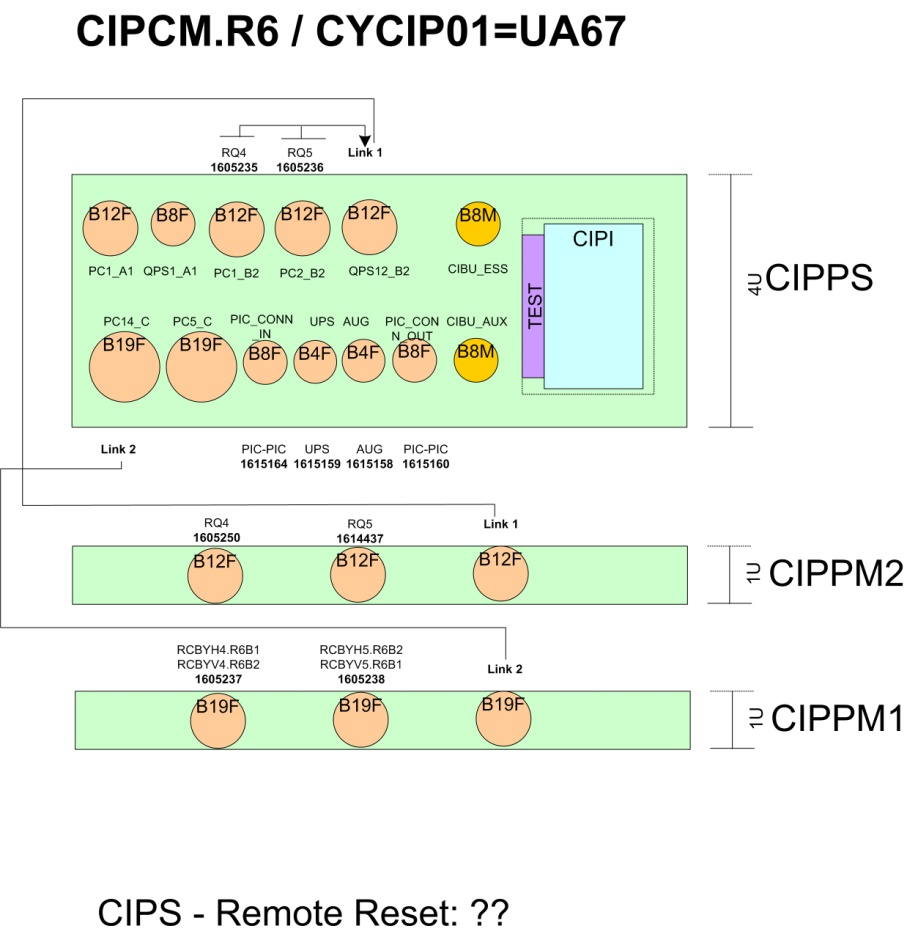 CIPCM.R6 / CYCIP01=UA67
RQ4 RQ5 Link 1
1605235 1605236
B12F B8F B12F B12F B12F B8M
CIPI
PC1_A1 QPS1_A1 PC1_B2 PC2_B2 QPS12_B2 CIBU_ESS
TEST
4U CIPPS
PC14_C PC5_C PIC_CONN UPS AUG PIC_CON CIBU_AUX
_IN N_OUT
B19F B19F B8F B4F B4F B8F B8M
Link 2 PIC-PIC UPS AUG PIC-PIC
1615164 1615159 1615158 1615160
RQ4 RQ5 Link 1
1605250 1614437
B12F B12F B12F
1U CIPPM2
RCBYH4.R6B1 RCBYH5.R6B2
RCBYV4.R6B2 RCBYV5.R6B1 Link 2
1605237 1605238
B19F B19F B19F
1U CIPPM1
CIPS - Remote Reset: ??